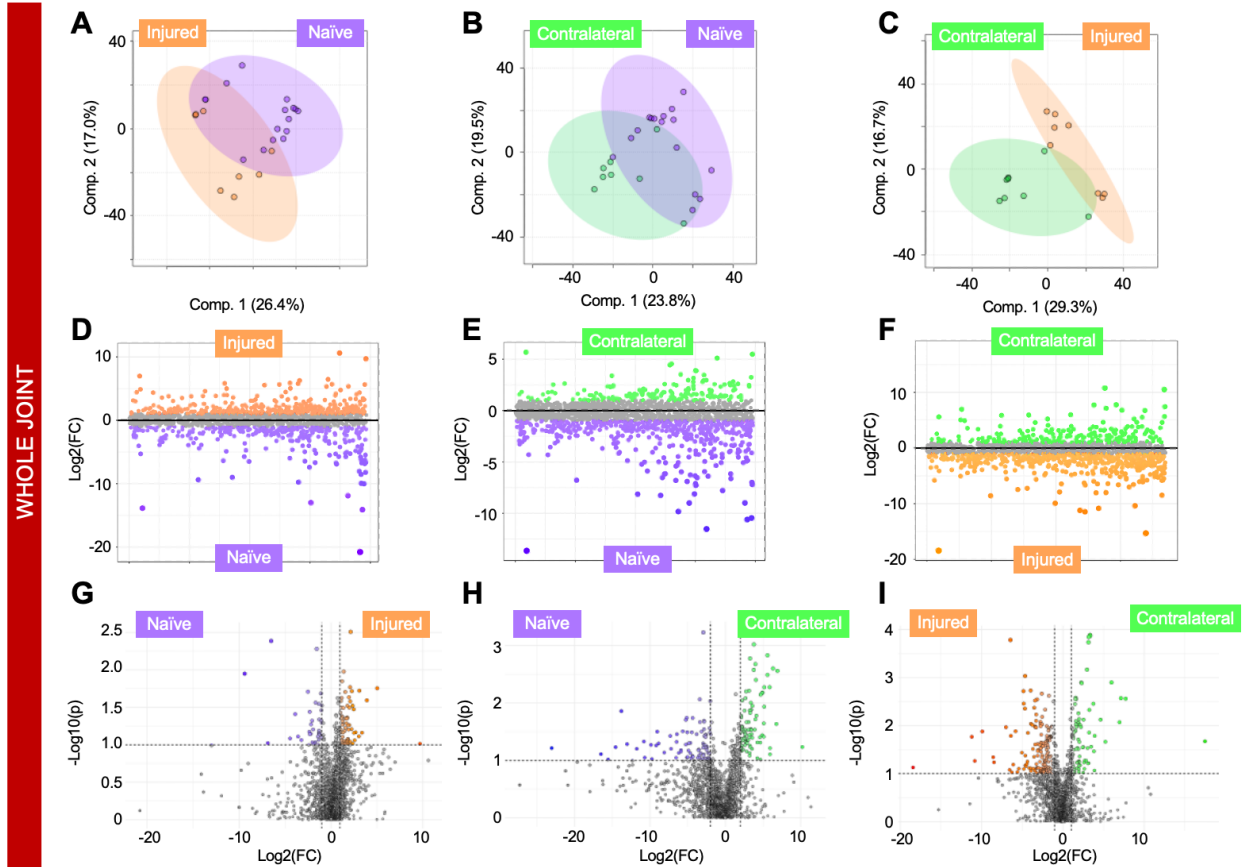 WHOLE JOINT
A
Injured
Naïve
40
0
-40
Comp. 2 (17.0%)
Comp. 1 (26.4%)
B
Contralateral
Naïve
40
0
-40
Comp. 2 (19.5%)
-40
0
40
Comp. 1 (23.8%)
C
Contralateral
Injured
40
0
-40
Comp. 2 (16.7%)
-40
0
40
Comp. 1 (29.3%)
D
Injured
10
0
-10
-20
Log2(FC)
Naïve
E
Contralateral
5
0
-5
-10
Log2(FC)
Naïve
F
Contralateral
10
0
-10
-20
Log2(FC)
Injured
G
Naïve
Injured
2.5
2.0
1.5
1.0
0.5
0
-Log10(p)
-20
-10
0
10
Log2(FC)
H
Naïve
Contralateral
3
2
1
0
-Log10(p)
-20
-10
0
10
Log2(FC)
I
Injured
Contralateral
4
3
2
1
0
-Log10(p)
-20
-10
0
10
Log2(FC)